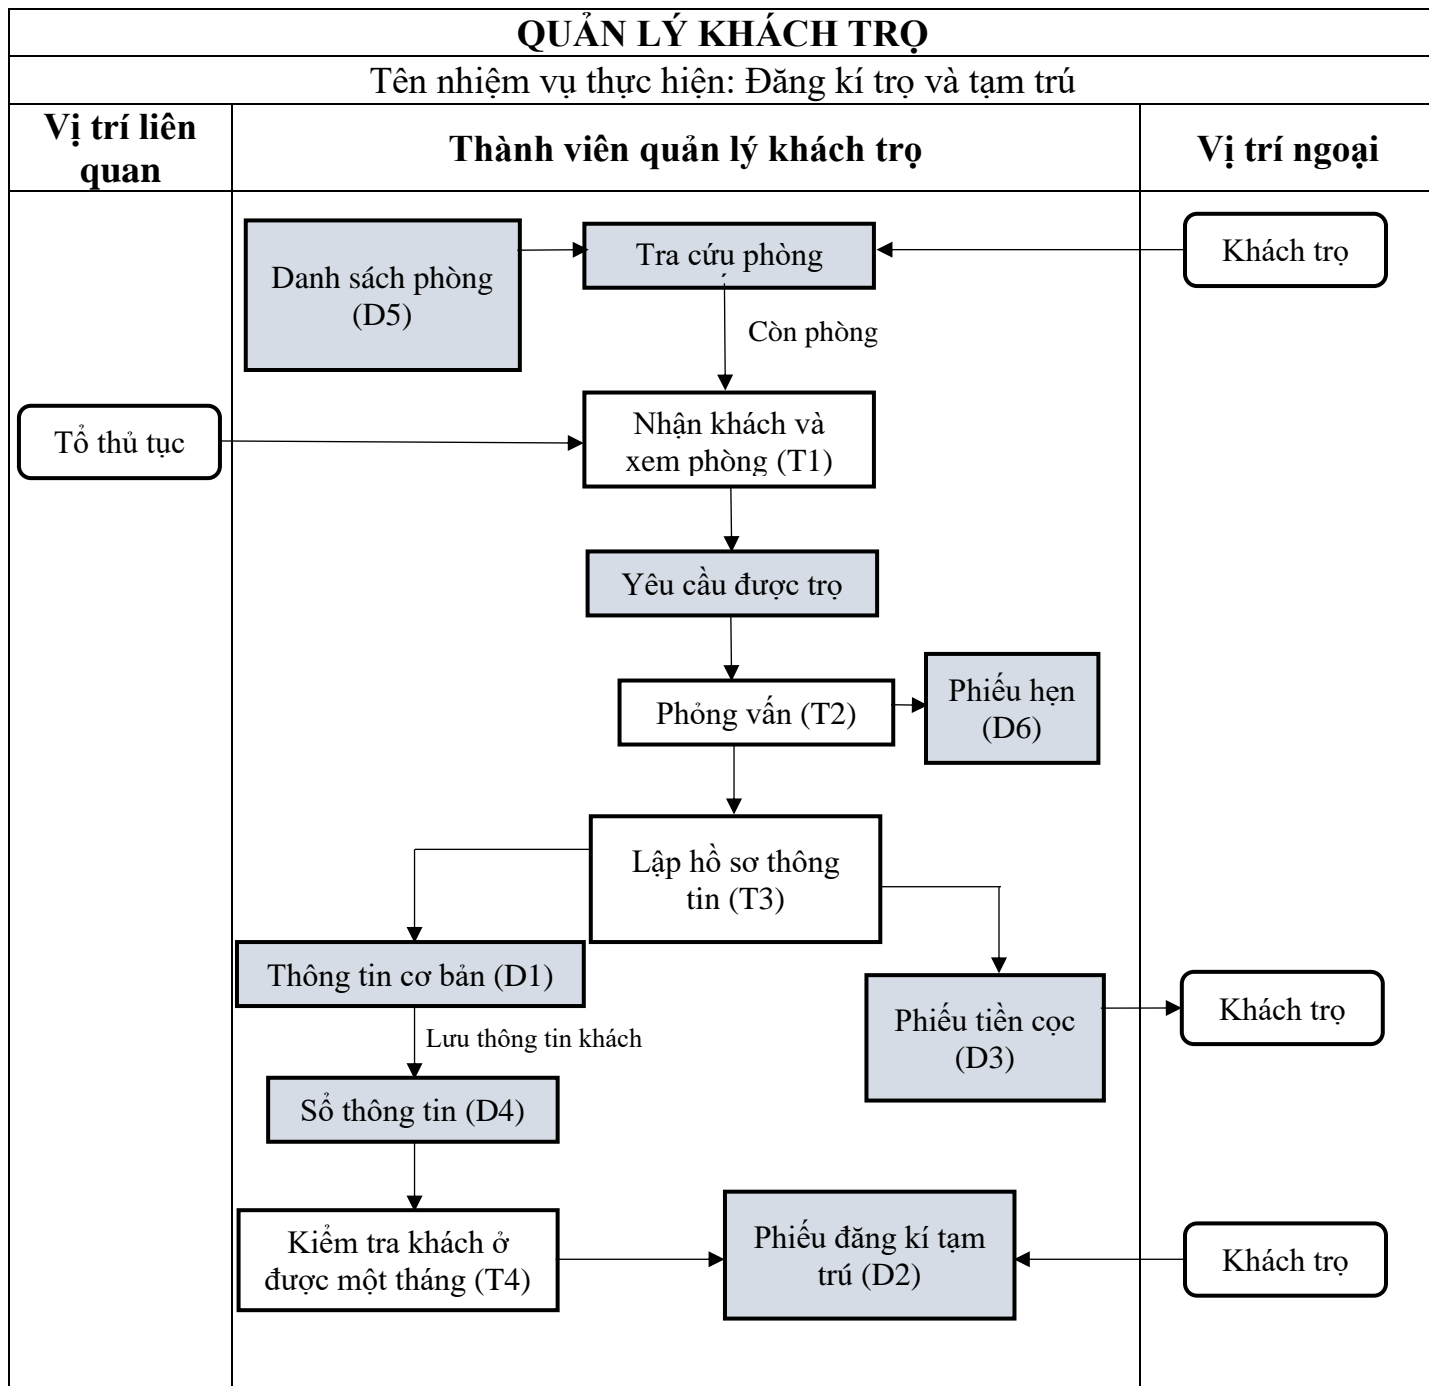 QUẢN LÝ KHÁCH TRỌ
Tên nhiệm vụ thực hiện: Đăng kí trọ và tạm trú
Vị trí liên
quan
Thành viên quản lý khách trọ
Vị trí ngoại
Danh sách phòng
(D5)
Tra cứu phòng
Khách trọ
Còn phòng
Tổ thủ tục
Nhận khách và
xem phòng (T1)
Yêu cầu được trọ
Phỏng vấn (T2)
Phiếu hẹn
(D6)
Lập hồ sơ thông
tin (T3)
Thông tin cơ bản (D1)
Phiếu tiền cọc
(D3)
Khách trọ
Lưu thông tin khách
Sổ thông tin (D4)
Kiểm tra khách ở
được một tháng (T4)
Phiếu đăng kí tạm
trú (D2)
Khách trọ